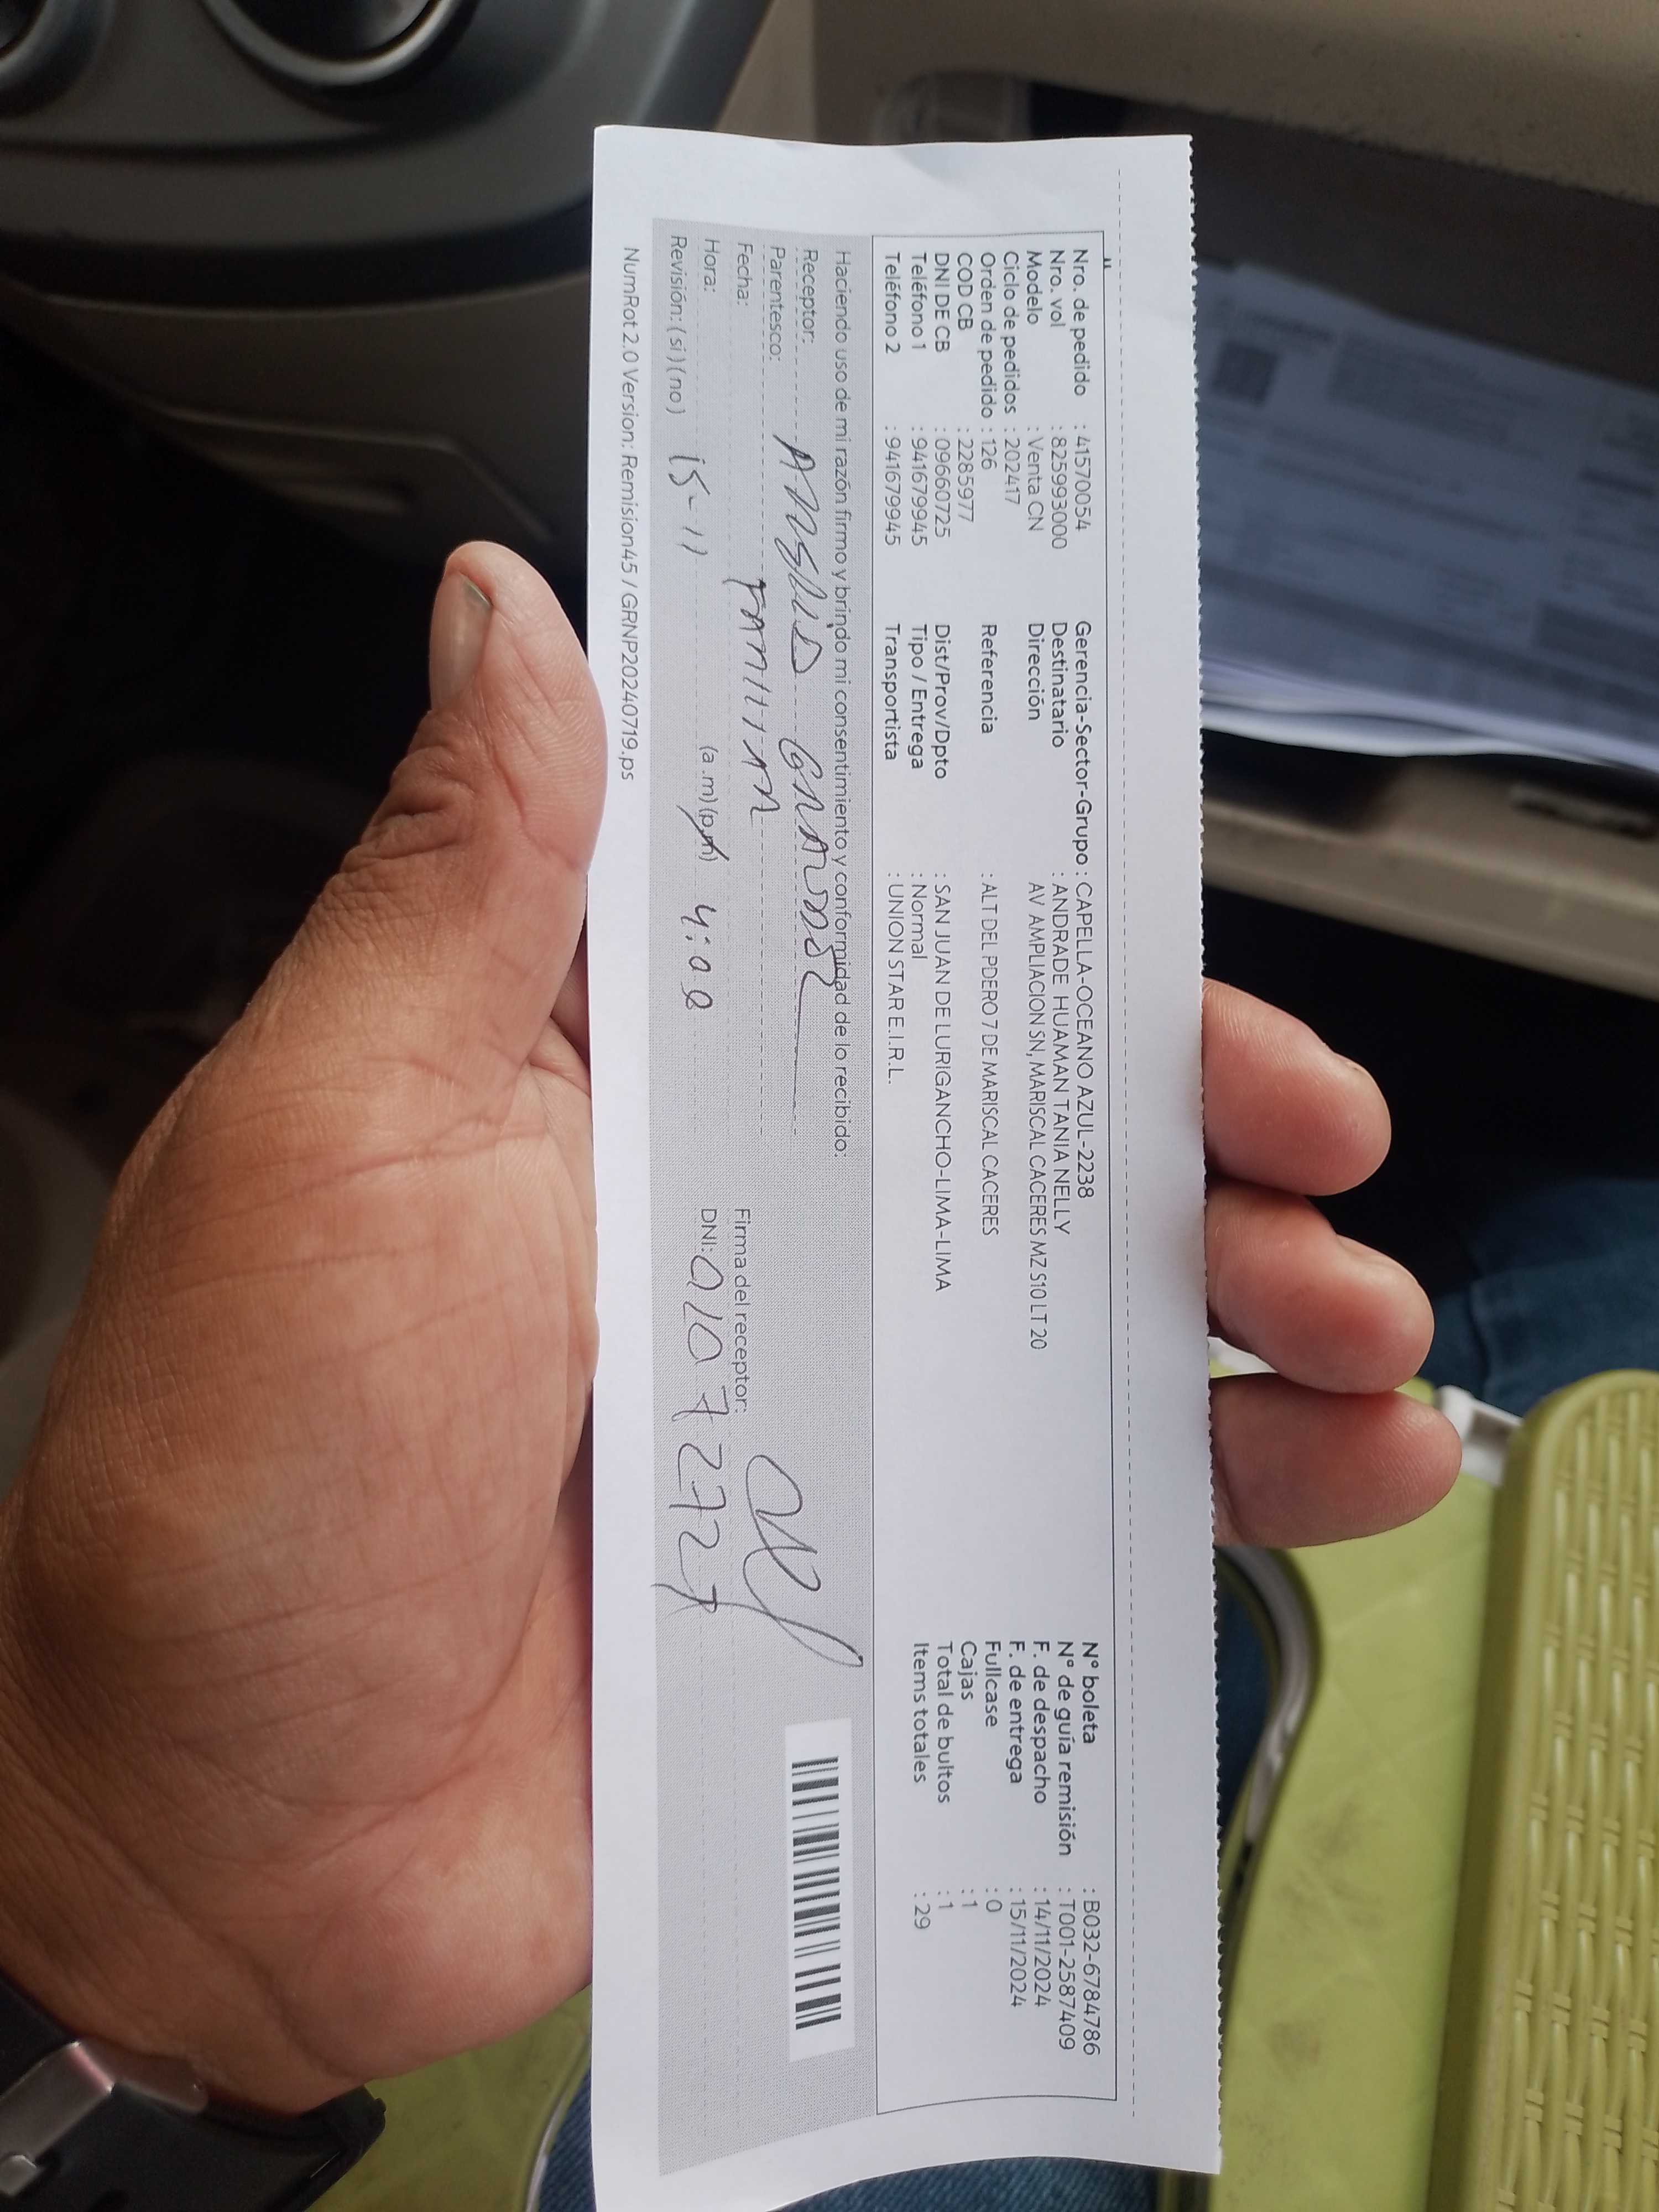 Nro. de pedido : 41570054
Nro. vol : 825993000
Modelo : Venta CN
Ciclo de pedidos : 202417
Orden de pedido : 126
COD CB : 2285977
DNI DE CB : 09660725
Teléfono 1 : 941679945
Teléfono 2 : 941679945
Gerencia-Sector-Grupo : CAPELLA-OCEANO AZUL-2238
Destinatario : ANDRADE HUAMAN TANIA NELLY
Dirección AV AMPLIACION SN, MARISCAL CACERES MZ S10 LT 20
Referencia : ALT DEL PDERO 7 DE MARISCAL CACERES
Dist/Prov/Dpto : SAN JUAN DE LURIGANCHO-LIMA-LIMA
Tipo / Entrega : Normal
Transportista : UNION STAR E.I.R.L.
N° boleta : B032-6784786
N° de guía remisión : T001-2587409
F. de despacho : 14/11/2024
F. de entrega : 15/11/2024
Fullcase : 0
Cajas : 1
Total de bultos : 1
Items totales : 29
Haciendo uso de mi razón firmo y brindo mi consentimiento y conformidad de lo recibido:
Receptor:
Parentesco: FAMILIAR
Fecha:
Hora: (a.m)(pm) 4:00
Revisión: (si) (no) 15-11
Firma del receptor:
DNI: 01072727
NumRot 2.0 Version: Remision45 / GRNP20240719.ps